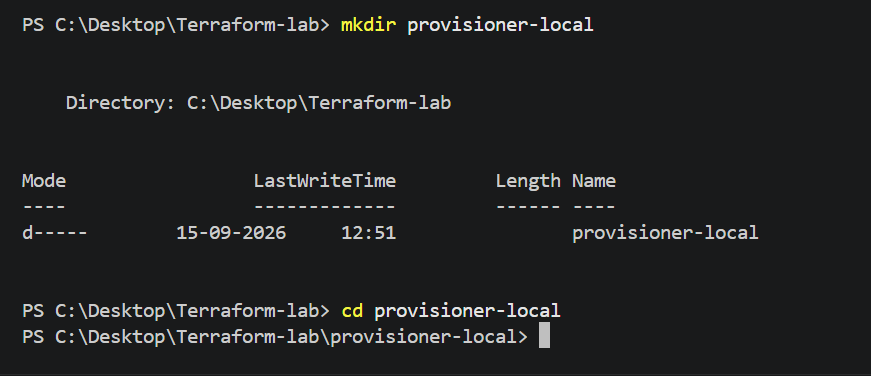 PS C:\Desktop\Terraform-lab> mkdir provisioner-local
Directory: C:\Desktop\Terraform-lab
Mode                 LastWriteTime         Length Name
----                 -------------         ------ ----
d-----        15-09-2026     12:51                provisioner-local
PS C:\Desktop\Terraform-lab> cd provisioner-local
PS C:\Desktop\Terraform-lab\provisioner-local>